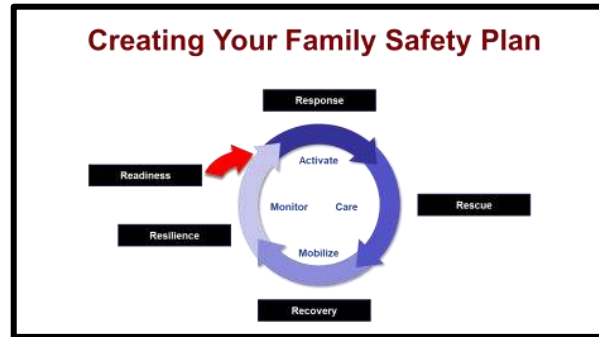 Creating Your Family Safety Plan
Response
Activate
Readiness
Monitor
Care
Rescue
Resilience
Mobilize
Recovery